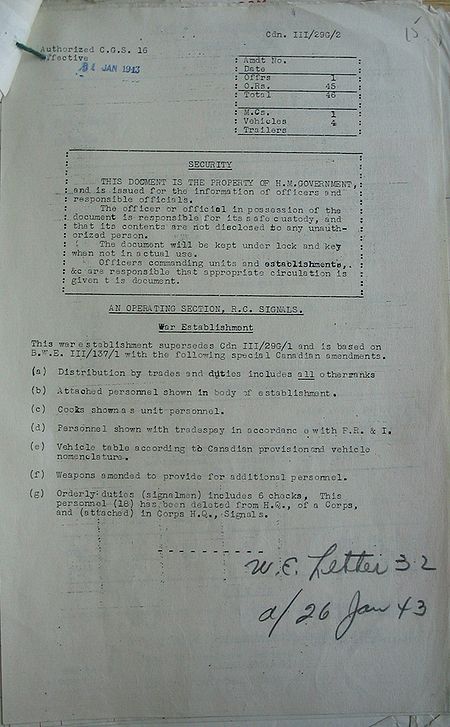 Cdn. III/29G/2
15
Authorized C.G.S. 16
Effective
JAN 1943
Amdt No.
Date
Offrs 1
O.Rs. 45
Total 46
M.Cs. 1
Vehicles 4
Trailers
SECURITY
THIS DOCMENT IS THE PROPERTY OF H.M.GOVERNMENT,
and is issued for the information of officers and
responsible officials.
The officer or official in possession of the
document is responsible for its safe custody, and
that its contents are not disclosed to any unauth-
orized person.
The document will be kept under lock and key
when not in actual use.
Officers commanding units and establishments,
&c are responsible that appropriate circulation is
given t is document.
AN OPERATING SECTION, R.C. SIGNALS.
War Establishment
This war establishment supersedes Cdn III/29G/1 and is based on
B.W.E. III/137/1 with the following special Canadian amendments.
(a) Distribution by trades and duties includes all otherranks
(b) Attached personnel shown in body of establishment.
(c) Cooks shown as unit personnel.
(d) Personnel shown with tradespay in accordance with F.R. & I.
(e) Vehicle table according to Canadian provision and vehicle
nomenclature.
(f) Weapons amended to provide for additional personnel.
(g) Orderly duties (signalmen) includes 6 checks, This
personnel (18) has been deleted from H.Q., of a Corps,
and (attached) in Corps H.Q., Signals.
W.E. Letter 32
d/26 Jan 43